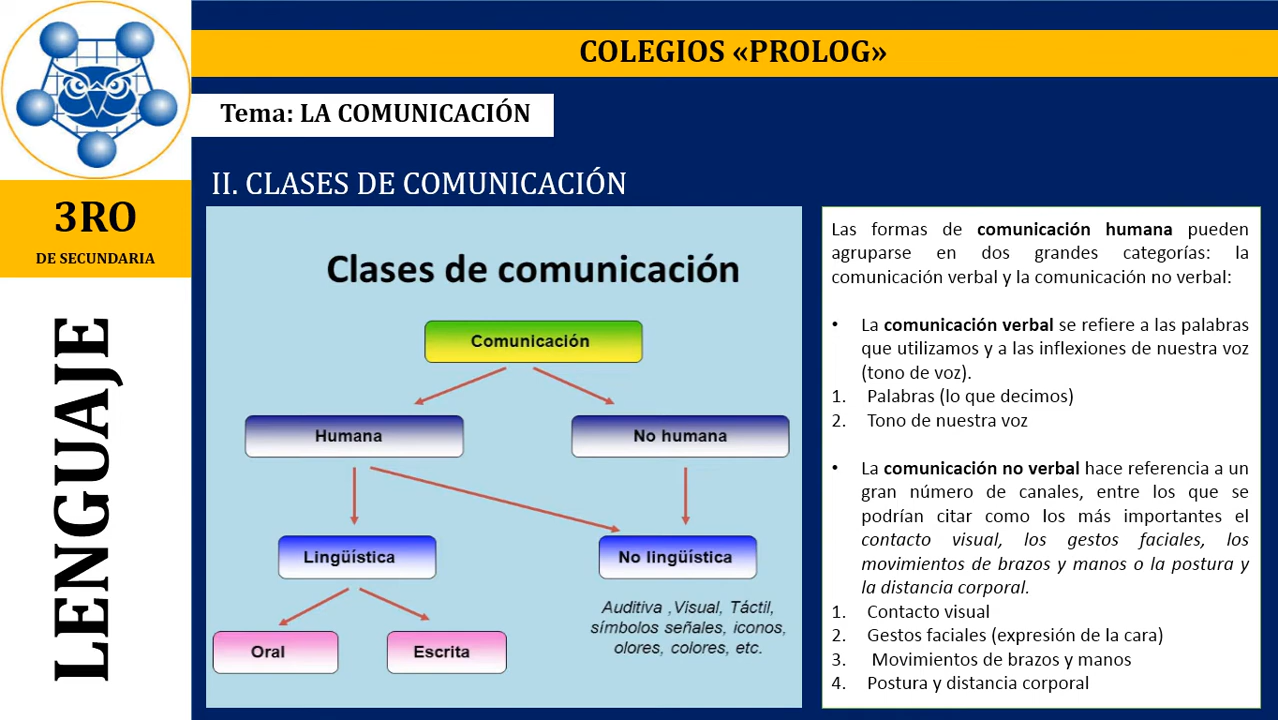 COLEGIOS «PROLOG»
Tema: LA COMUNICACIÓN
3RO
DE SECUNDARIA
LENGUAJE
II. CLASES DE COMUNICACIÓN
Clases de comunicación
Comunicación
Humana
No humana
Lingüística
No lingüística
Oral
Escrita
Auditiva ,Visual, Táctil,
símbolos señales, iconos,
olores, colores, etc.
Las formas de comunicación humana pueden
agruparse en dos grandes categorías: la
comunicación verbal y la comunicación no verbal:
• La comunicación verbal se refiere a las palabras
que utilizamos y a las inflexiones de nuestra voz
(tono de voz).
1. Palabras (lo que decimos)
2. Tono de nuestra voz
• La comunicación no verbal hace referencia a un
gran número de canales, entre los que se
podrían citar como los más importantes el
contacto visual, los gestos faciales, los
movimientos de brazos y manos o la postura y
la distancia corporal.
1. Contacto visual
2. Gestos faciales (expresión de la cara)
3. Movimientos de brazos y manos
4. Postura y distancia corporal